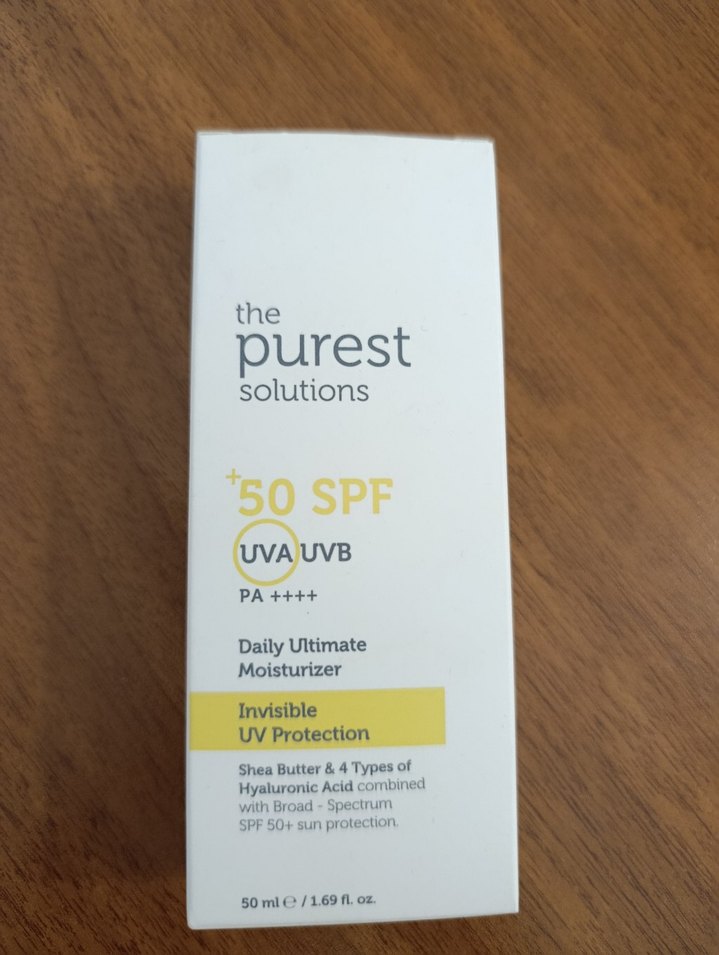 the
purest
solutions
+50 SPF
UVA UVB
PA ++++
Daily Ultimate
Moisturizer
Invisible
UV Protection
Shea Butter & 4 Types of
Hyaluronic Acid combined
with Broad - Spectrum
SPF 50+ sun protection.
50 ml ℮ / 1.69 fl. oz.